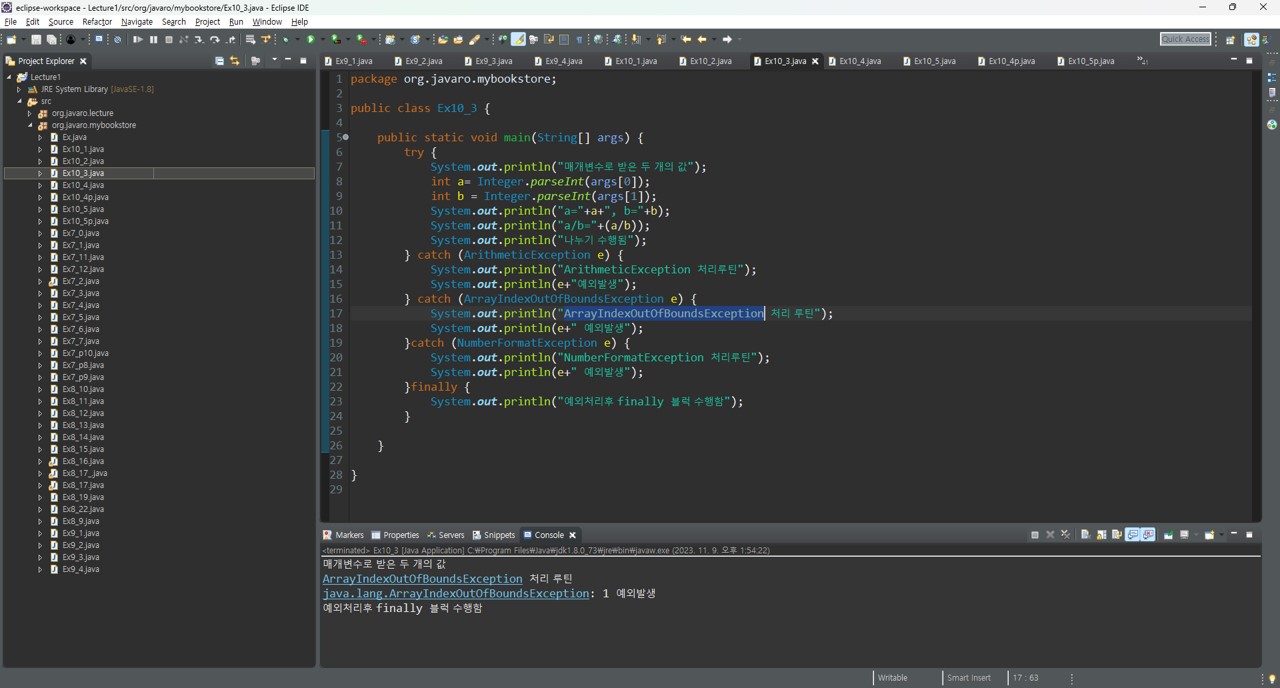 eclipse-workspace - Lecture1/src/org/javaro/mybookstore/Ex10_3.java - Eclipse IDE
File Edit Source Refactor Navigate Search Project Run Window Help
Quick Access
Project Explorer
Lecture1
JRE System Library [JavaSE-1.8]
src
org.javaro.lecture
org.javaro.mybookstore
Ex.java
Ex10_1.java
Ex10_2.java
Ex10_3.java
Ex10_4.java
Ex10_4p.java
Ex10_5.java
Ex10_5p.java
Ex7_0.java
Ex7_1.java
Ex7_11.java
Ex7_12.java
Ex7_2.java
Ex7_3.java
Ex7_4.java
Ex7_5.java
Ex7_6.java
Ex7_7.java
Ex7_p10.java
Ex7_p8.java
Ex7_p9.java
Ex8_10.java
Ex8_11.java
Ex8_12.java
Ex8_13.java
Ex8_14.java
Ex8_15.java
Ex8_16.java
Ex8_17_.java
Ex8_17.java
Ex8_19.java
Ex8_22.java
Ex8_9.java
Ex9_1.java
Ex9_2.java
Ex9_3.java
Ex9_4.java
Ex9_1.java Ex9_2.java Ex9_3.java Ex9_4.java Ex10_1.java Ex10_2.java Ex10_3.java Ex10_4.java Ex10_5.java Ex10_4p.java Ex10_5p.java
1 package org.javaro.mybookstore;
2
3 public class Ex10_3 {
4
5 public static void main(String[] args) {
6 try {
7 System.out.println("매개변수로 받은 두 개의 값");
8 int a= Integer.parseInt(args[0]);
9 int b = Integer.parseInt(args[1]);
10 System.out.println("a="+a+", b="+b);
11 System.out.println("a/b="+(a/b));
12 System.out.println("나누기 수행됨");
13 } catch (ArithmeticException e) {
14 System.out.println("ArithmeticException 처리루틴");
15 System.out.println(e+"예외발생");
16 } catch (ArrayIndexOutOfBoundsException e) {
17 System.out.println("ArrayIndexOutOfBoundsException 처리 루틴");
18 System.out.println(e+" 예외발생");
19 }catch (NumberFormatException e) {
20 System.out.println("NumberFormatException 처리루틴");
21 System.out.println(e+" 예외발생");
22 }finally {
23 System.out.println("예외처리후 finally 블럭 수행함");
24 }
25
26 }
27
28 }
29
Markers Properties Servers Snippets Console
<terminated> Ex10_3 [Java Application] C:₩Program Files₩Java₩jdk1.8.0_73₩jre₩bin₩javaw.exe (2023. 11. 9. 오후 1:54:22)
매개변수로 받은 두 개의 값
ArrayIndexOutOfBoundsException 처리 루틴
java.lang.ArrayIndexOutOfBoundsException: 1 예외발생
예외처리후 finally 블럭 수행함
Writable Smart Insert 17 : 63